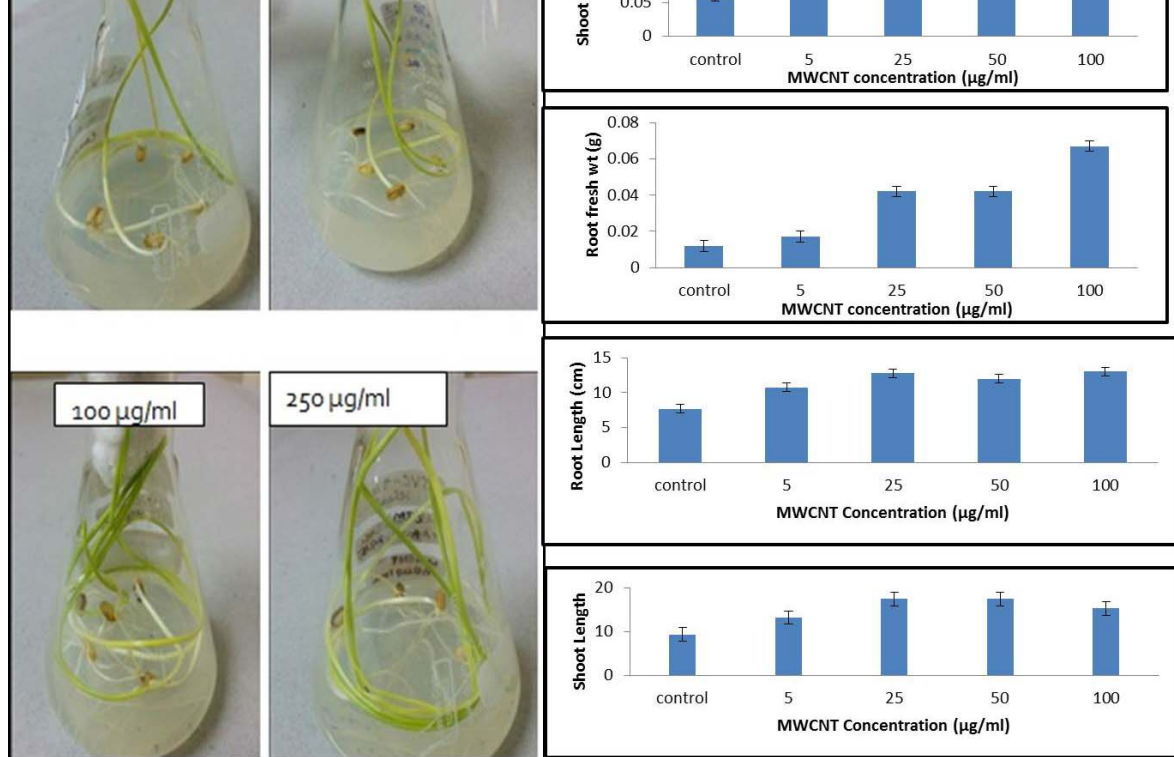 100 µg/ml
250 µg/ml
Shoot
0.05
0
control 5 25 50 100
MWCNT concentration (µg/ml)
Root fresh wt (g)
0.08
0.06
0.04
0.02
0
control 5 25 50 100
MWCNT concentration (µg/ml)
Root Length (cm)
15
10
5
0
control 5 25 50 100
MWCNT Concentration (µg/ml)
Shoot Length
20
10
0
control 5 25 50 100
MWCNT Concentration (µg/ml)